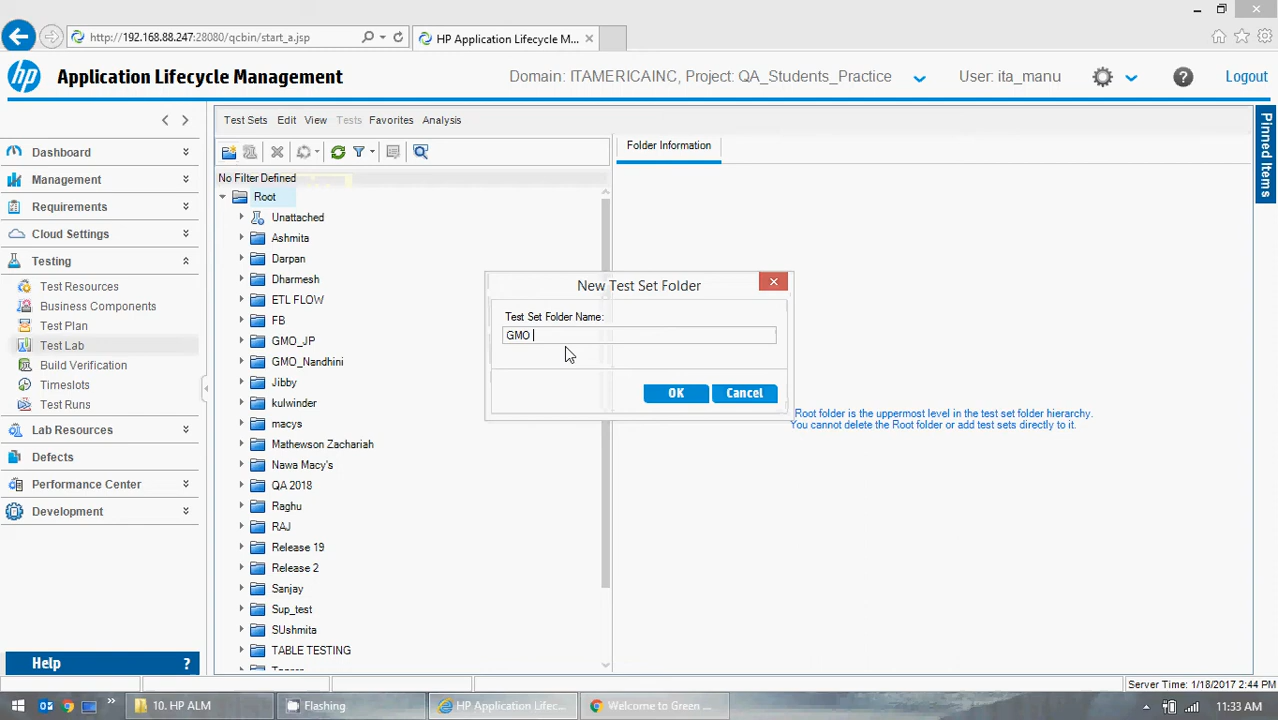 http://192.168.88.247:28080/qcbin/start_a.jsp
HP Application Lifecycle M...
hp
Application Lifecycle Management
Domain: ITAMERICAINC, Project: QA_Students_Practice
User: ita_manu
Logout
Test Sets Edit View Tests Favorites Analysis
Pinned Items
Dashboard
Management
Requirements
Cloud Settings
Testing
Test Resources
Business Components
Test Plan
Test Lab
Build Verification
Timeslots
Test Runs
Lab Resources
Defects
Performance Center
Development
Help ?
No Filter Defined
Root
Unattached
Ashmita
Darpan
Dharmesh
ETL FLOW
FB
GMO_JP
GMO_Nandhini
Jibby
kulwinder
macys
Mathewson Zachariah
Nawa Macy's
QA 2018
Raghu
RAJ
Release 19
Release 2
Sanjay
Sup_test
SUshmita
TABLE TESTING
Folder Information
New Test Set Folder
Test Set Folder Name:
GMO
OK Cancel
Root folder is the uppermost level in the test set folder hierarchy.
You cannot delete the Root folder or add test sets directly to it.
Server Time: 1/18/2017 2:44 PM
10. HP ALM
Flashing
HP Application Lifec...
Welcome to Green ...
11:33 AM